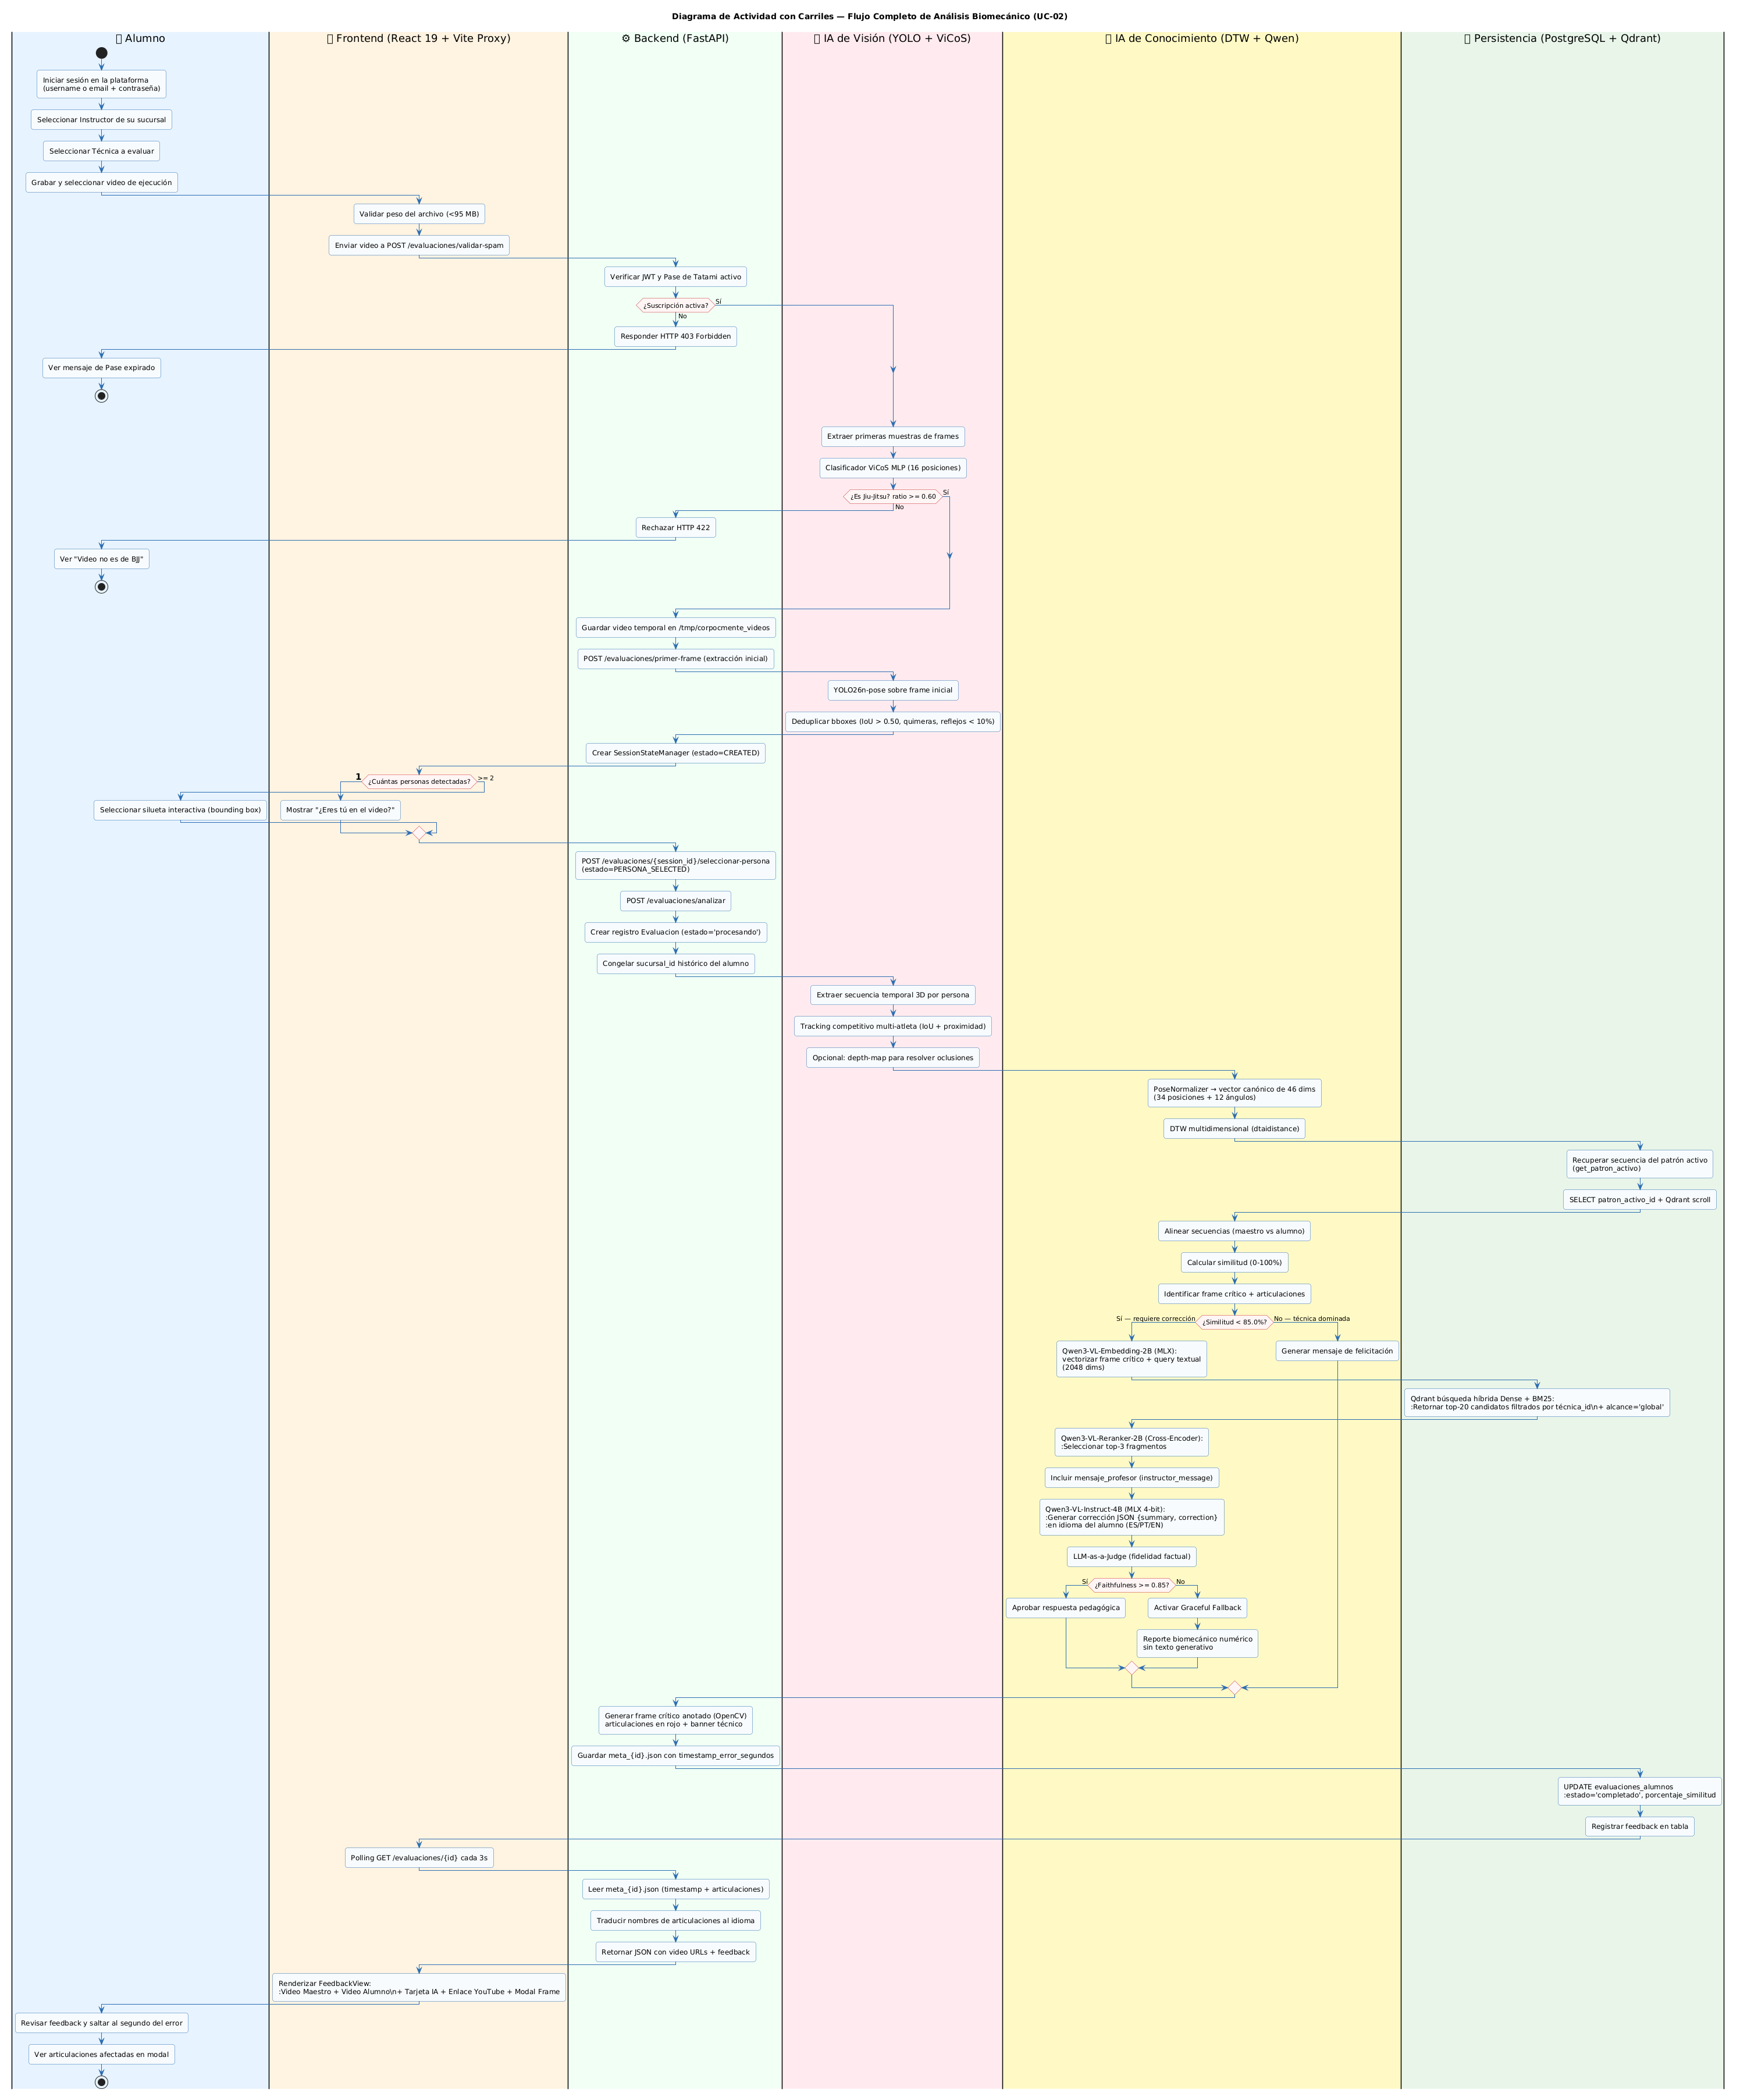 Diagrama de Actividad con Carriles — Flujo Completo de Análisis Biomecánico (UC-02)
Alumno
Frontend (React 19 + Vite Proxy)
⚙ Backend (FastAPI)
IA de Visión (YOLO + ViCoS)
IA de Conocimiento (DTW + Qwen)
Persistencia (PostgreSQL + Qdrant)
Iniciar sesión en la plataforma
(username o email + contraseña)
Seleccionar Instructor de su sucursal
Seleccionar Técnica a evaluar
Grabar y seleccionar video de ejecución
Validar peso del archivo (<95 MB)
Enviar video a POST /evaluaciones/validar-spam
Verificar JWT y Pase de Tatami activo
¿Suscripción activa?
Sí
No
Responder HTTP 403 Forbidden
Ver mensaje de Pase expirado
Extraer primeras muestras de frames
Clasificador ViCoS MLP (16 posiciones)
¿Es Jiu-Jitsu? ratio >= 0.60
Sí
No
Rechazar HTTP 422
Ver "Video no es de BJJ"
Guardar video temporal en /tmp/corpocmente_videos
POST /evaluaciones/primer-frame (extracción inicial)
YOLO26n-pose sobre frame inicial
Deduplicar bboxes (IoU > 0.50, quimeras, reflejos < 10%)
Crear SessionStateManager (estado=CREATED)
1
¿Cuántas personas detectadas?
>= 2
Seleccionar silueta interactiva (bounding box)
Mostrar "¿Eres tú en el video?"
POST /evaluaciones/{session_id}/seleccionar-persona
(estado=PERSONA_SELECTED)
POST /evaluaciones/analizar
Crear registro Evaluacion (estado='procesando')
Congelar sucursal_id histórico del alumno
Extraer secuencia temporal 3D por persona
Tracking competitivo multi-atleta (IoU + proximidad)
Opcional: depth-map para resolver oclusiones
PoseNormalizer → vector canónico de 46 dims
(34 posiciones + 12 ángulos)
DTW multidimensional (dtaidistance)
Recuperar secuencia del patrón activo
(get_patron_activo)
SELECT patron_activo_id + Qdrant scroll
Alinear secuencias (maestro vs alumno)
Calcular similitud (0-100%)
Identificar frame crítico + articulaciones
Sí — requiere corrección
¿Similitud < 85.0%?
No — técnica dominada
Qwen3-VL-Embedding-2B (MLX):
vectorizar frame crítico + query textual
(2048 dims)
Generar mensaje de felicitación
Qdrant búsqueda híbrida Dense + BM25:
:Retornar top-20 candidatos filtrados por técnica_id\n+ alcance='global'
Qwen3-VL-Reranker-2B (Cross-Encoder):
:Seleccionar top-3 fragmentos
Incluir mensaje_profesor (instructor_message)
Qwen3-VL-Instruct-4B (MLX 4-bit):
:Generar corrección JSON {summary, correction}
:en idioma del alumno (ES/PT/EN)
LLM-as-a-Judge (fidelidad factual)
Sí
¿Faithfulness >= 0.85?
No
Aprobar respuesta pedagógica
Activar Graceful Fallback
Reporte biomecánico numérico
sin texto generativo
Generar frame crítico anotado (OpenCV)
articulaciones en rojo + banner técnico
Guardar meta_{id}.json con timestamp_error_segundos
UPDATE evaluaciones_alumnos
:estado='completado', porcentaje_similitud
Registrar feedback en tabla
Polling GET /evaluaciones/{id} cada 3s
Leer meta_{id}.json (timestamp + articulaciones)
Traducir nombres de articulaciones al idioma
Retornar JSON con video URLs + feedback
Renderizar FeedbackView:
:Video Maestro + Video Alumno\n+ Tarjeta IA + Enlace YouTube + Modal Frame
Revisar feedback y saltar al segundo del error
Ver articulaciones afectadas en modal